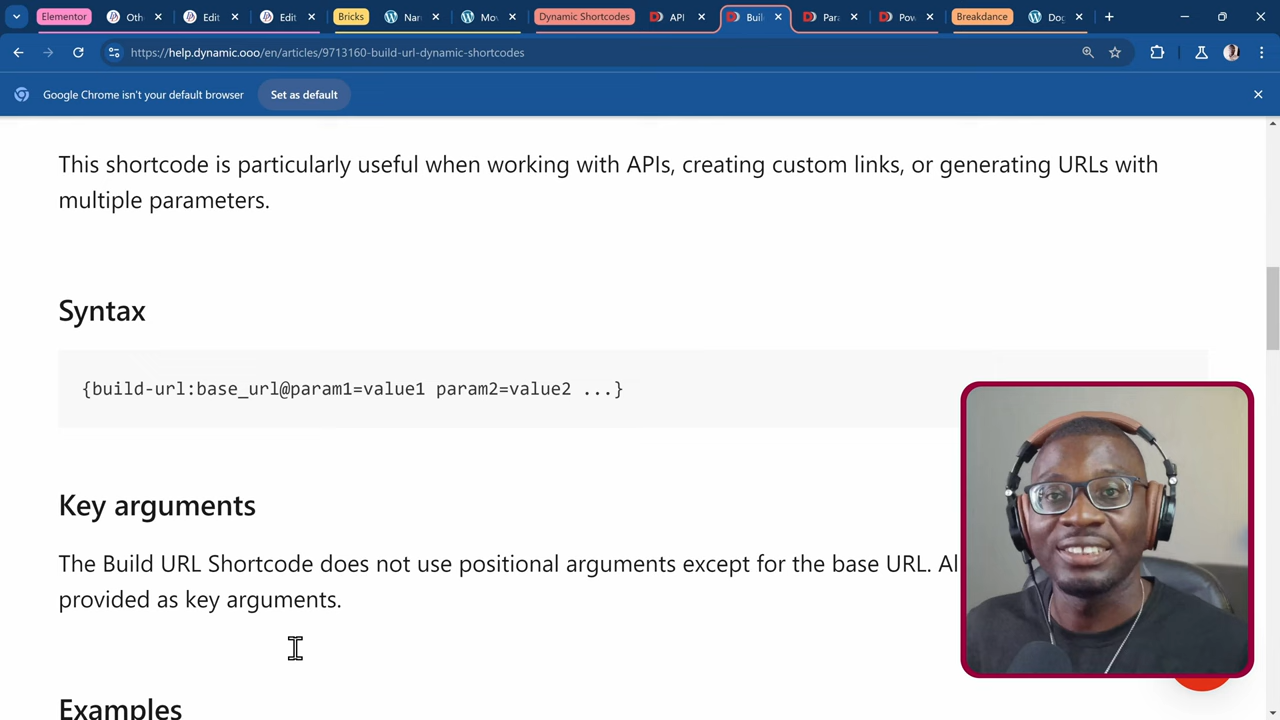 Elementor Oth Edit Edit Bricks Nar Mo Dynamic Shortcodes API Buil Para Pow Breakdance Dog
https://help.dynamic.ooo/en/articles/9713160-build-url-dynamic-shortcodes
Google Chrome isn't your default browser Set as default
This shortcode is particularly useful when working with APIs, creating custom links, or generating URLs with
multiple parameters.
Syntax
{build-url:base_url@param1=value1 param2=value2 ...}
Key arguments
The Build URL Shortcode does not use positional arguments except for the base URL. Al
provided as key arguments.
Examples